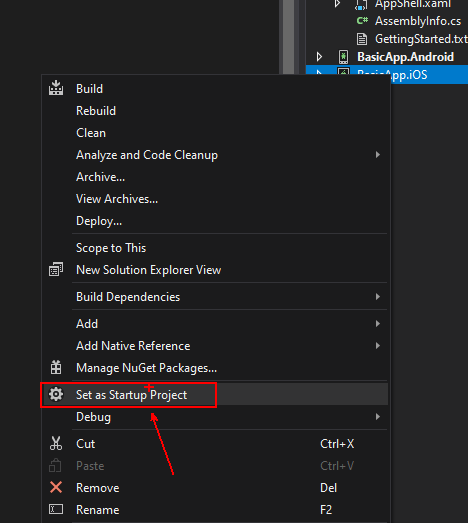 AppShell.xaml
C# AssemblyInfo.cs
GettingStarted.txt
BasicApp.Android
BasicApp.iOS
Build
Rebuild
Clean
Analyze and Code Cleanup
Archive...
View Archives...
Deploy...
Scope to This
New Solution Explorer View
Build Dependencies
Add
Add Native Reference
Manage NuGet Packages...
Set as Startup Project
Debug
Cut Ctrl+X
Paste Ctrl+V
Remove Del
Rename F2